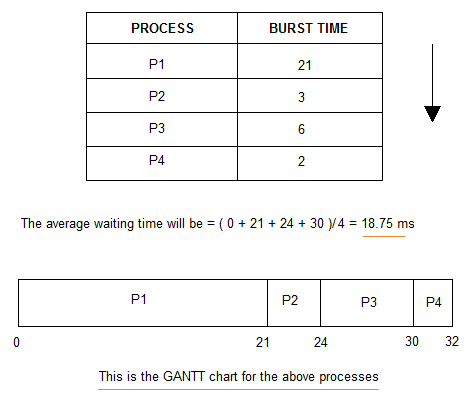 PROCESS BURST TIME
P1 21
P2 3
P3 6
P4 2
The average waiting time will be = ( 0 + 21 + 24 + 30 )/ 4 = 18.75 ms
P1 P2 P3 P4
0 21 24 30 32
This is the GANTT chart for the above processes